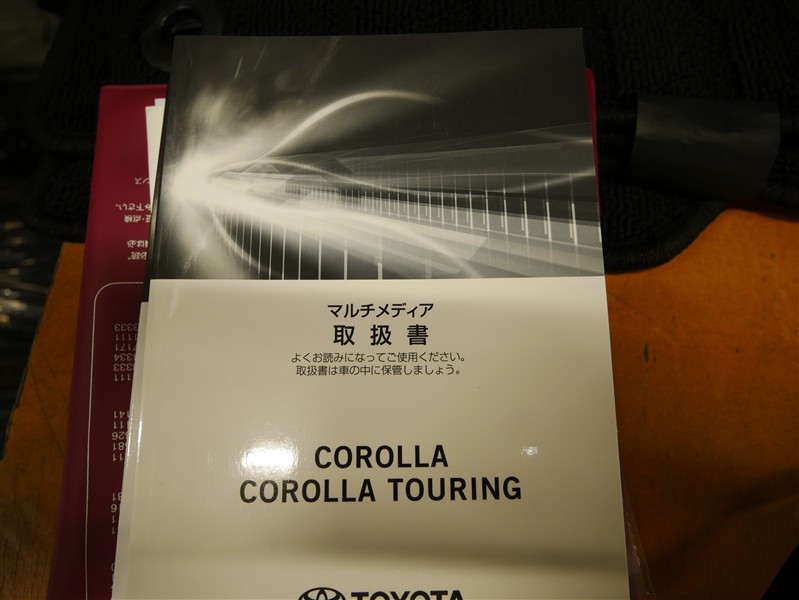 マルチメディア
取扱書
よくお読みになってご使用ください。
取扱書は車の中に保管しましょう。
COROLLA
COROLLA TOURING
TOYOTA